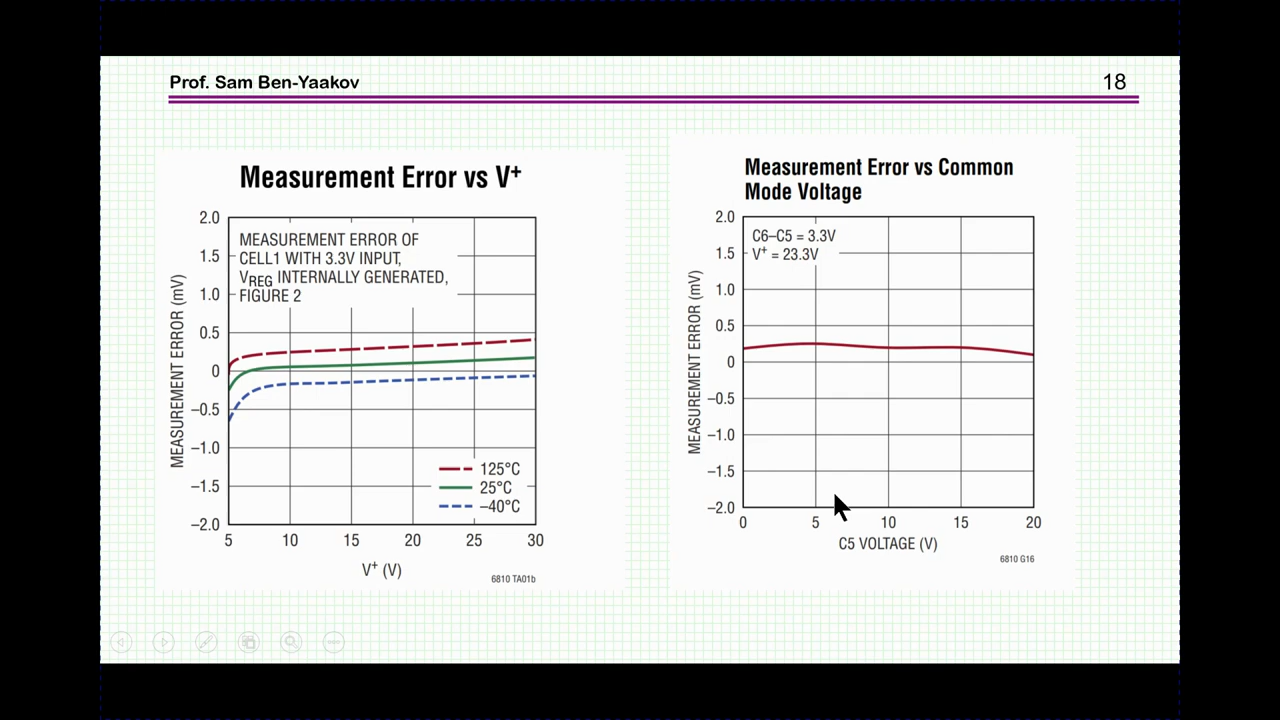 Prof. Sam Ben-Yaakov
18
Measurement Error vs V⁺
2.0
1.5
1.0
0.5
0
–0.5
–1.0
–1.5
–2.0
MEASUREMENT ERROR (mV)
MEASUREMENT ERROR OF
CELL1 WITH 3.3V INPUT,
VREG INTERNALLY GENERATED,
FIGURE 2
125°C
25°C
–40°C
5 10 15 20 25 30
V⁺ (V)
6810 TA01b
Measurement Error vs Common
Mode Voltage
2.0
1.5
1.0
0.5
0
–0.5
–1.0
–1.5
–2.0
MEASUREMENT ERROR (mV)
C6–C5 = 3.3V
V⁺ = 23.3V
0 5 10 15 20
C5 VOLTAGE (V)
6810 G16